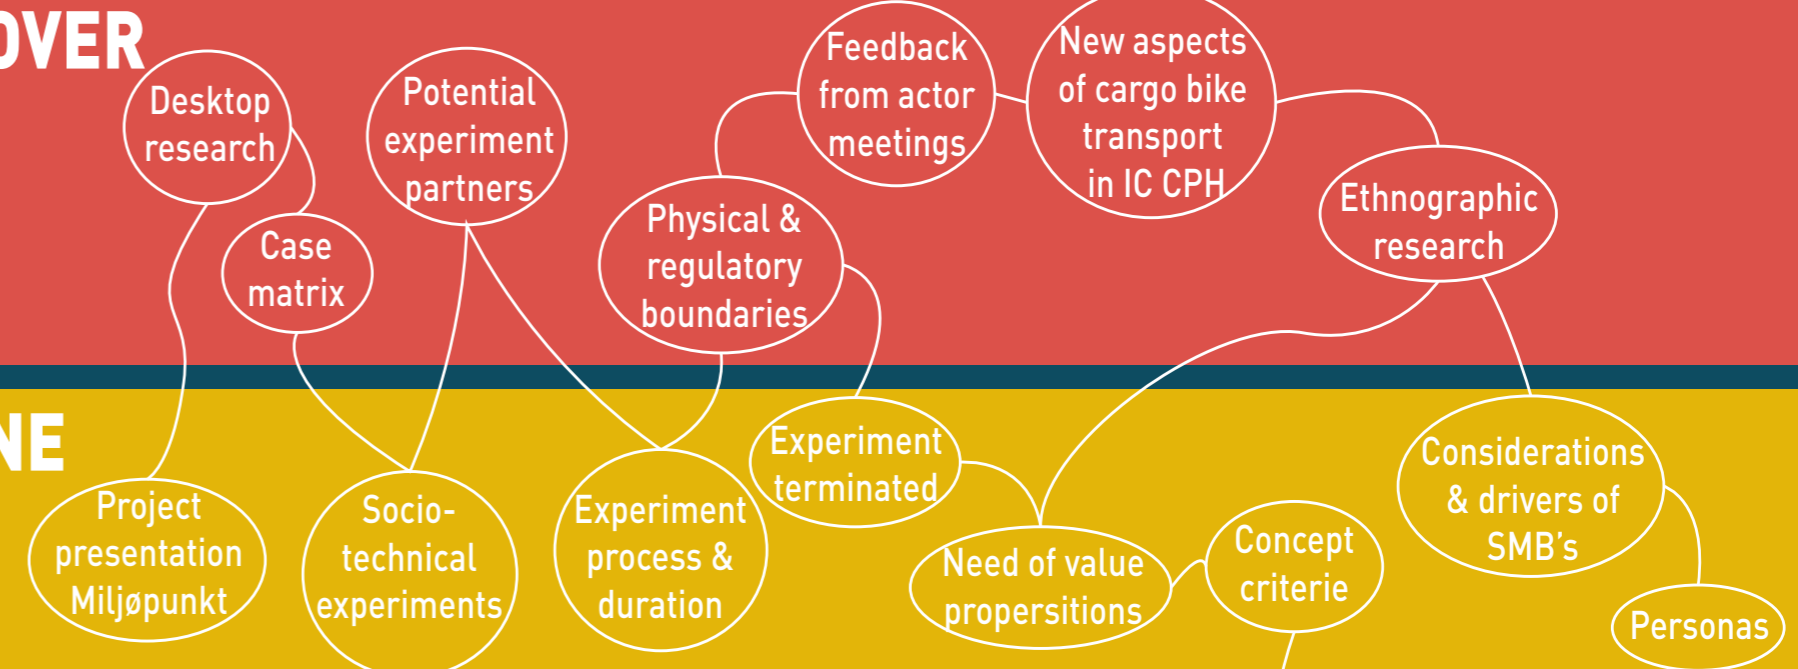 OVER
Desktop
research
Case
matrix
Potential
experiment
partners
Physical &
regulatory
boundaries
Feedback
from actor
meetings
New aspects
of cargo bike
transport
in IC CPH
Ethnographic
research
NE
Project
presentation
Miljøpunkt
Socio-
technical
experiments
Experiment
process &
duration
Experiment
terminated
Need of value
propersitions
Concept
criterie
Considerations
& drivers of
SMB's
Personas